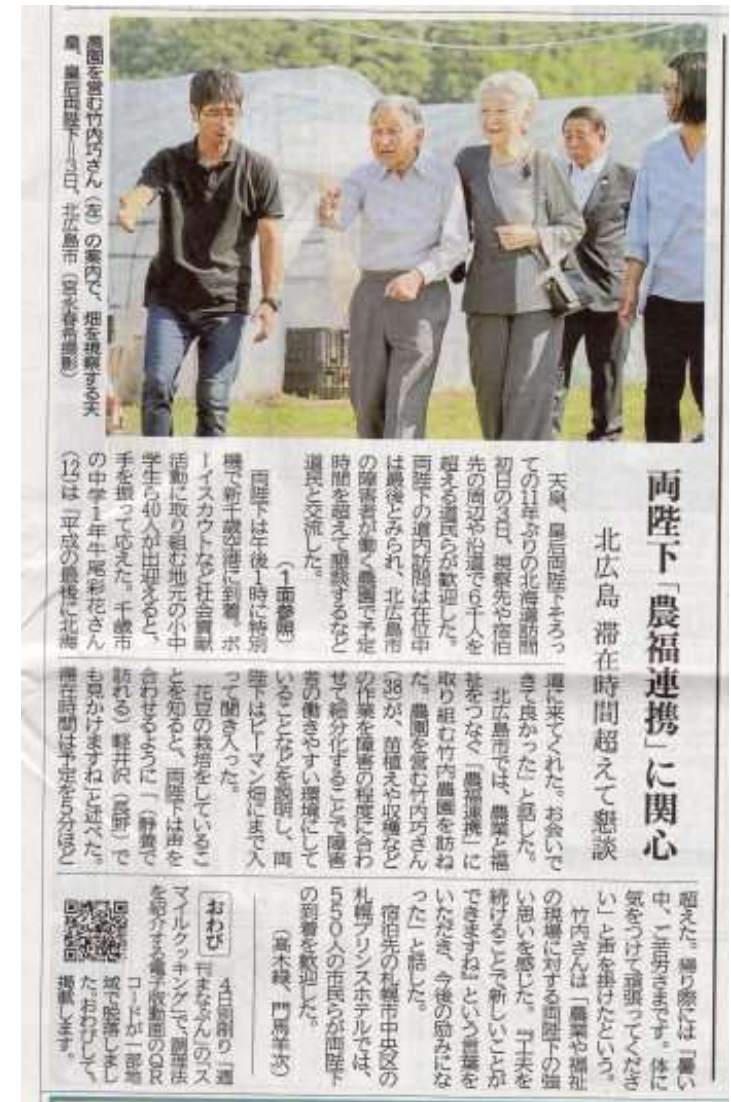 農園を営む竹内巧さん（左）の案内で、畑を視察する天
皇、皇后両陛下＝3日、北広島市（宮永春希撮影）
両陛下「農福連携」に関心
北広島 滞在時間超えて懇談
天皇、皇后両陛下そろっ
ての11年ぶりの北海道訪問
初日の3日、視察先や宿泊
先の周辺や沿道で6千人を
超える道民らが歓迎した。
両陛下の道内訪問は在位中
は最後とみられ、北広島市
の障害者が働く農園で予定
時間を超えて懇談するなど
道民と交流した。
（1面参照）
両陛下は午後1時に特別
機で新千歳空港に到着。ボ
ーイスカウトなど社会貢献
活動に取り組む地元の小中
学生ら40人が出迎えると、
手を振って応えた。千歳市
の中学1年牛尾彩花さん
（12）は「平成の最後に北海
道に来てくれた。お会いで
きて良かった」と話した。
北広島市では、農業と福
祉をつなぐ「農福連携」に
取り組む竹内農園を訪ね
た。農園を営む竹内巧さん
（38）が、苗植えや収穫など
の作業を障害の程度に合わ
せて細分化することで障害
者の働きやすい環境にして
いることなどを説明し、両
陛下はピーマン畑にまで入
って聞き入った。
花豆の栽培をしているこ
とを知ると、両陛下は声を
合わせるように「（静養で
訪れる）軽井沢（長野）で
も見かけますね」と述べた。
滞在時間は予定を5分ほど
超えた。帰り際には「暑い
中、ご苦労さまです。体に
気をつけて頑張ってくださ
い」と声を掛けたという。
竹内さんは「農業や福祉
の現場に対する両陛下の強
い思いを感じた。『工夫を
続けることで新しいことが
できますね』という言葉を
いただき、今後の励みにな
った」と話した。
宿泊先の札幌市中央区の
札幌プリンスホテルでは、
550人の市民らが両陛下
の到着を歓迎した。
（高木緑、門馬羊次）
おわび
4日別刷り「週
刊まなぶん」の「ス
マイルクッキング」で、調理法
を紹介する電子版動画のQR
コードが一部地
域で脱落しまし
た。おわびして、
掲載します。